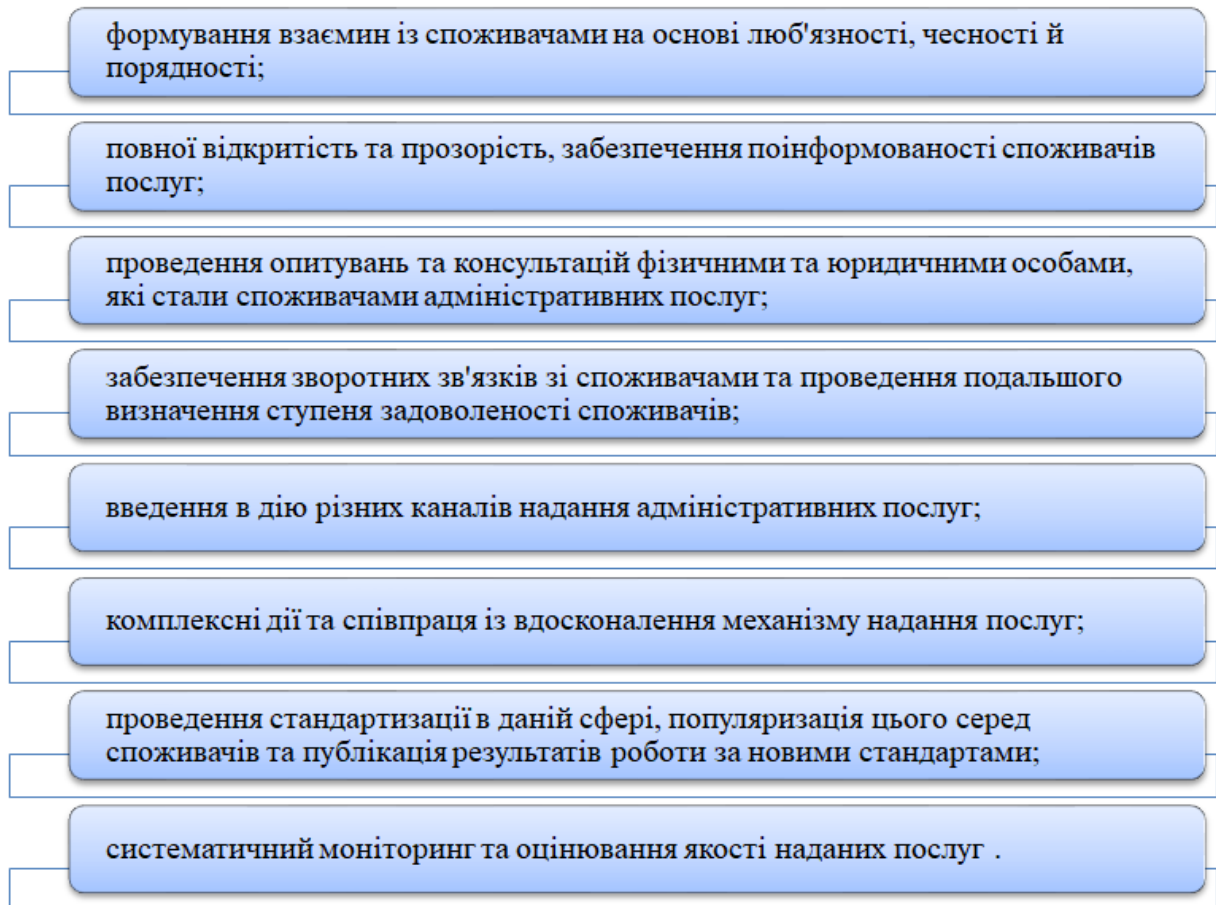 формування взаємин із споживачами на основі люб'язності, чесності й
порядності;
повної відкритість та прозорість, забезпечення поінформованості споживачів
послуг;
проведення опитувань та консультацій фізичними та юридичними особами,
які стали споживачами адміністративних послуг;
забезпечення зворотних зв'язків зі споживачами та проведення подальшого
визначення ступеня задоволеності споживачів;
введення в дію різних каналів надання адміністративних послуг;
комплексні дії та співпраця із вдосконалення механізму надання послуг;
проведення стандартизації в даній сфері, популяризація цього серед
споживачів та публікація результатів роботи за новими стандартами;
систематичний моніторинг та оцінювання якості наданих послуг .